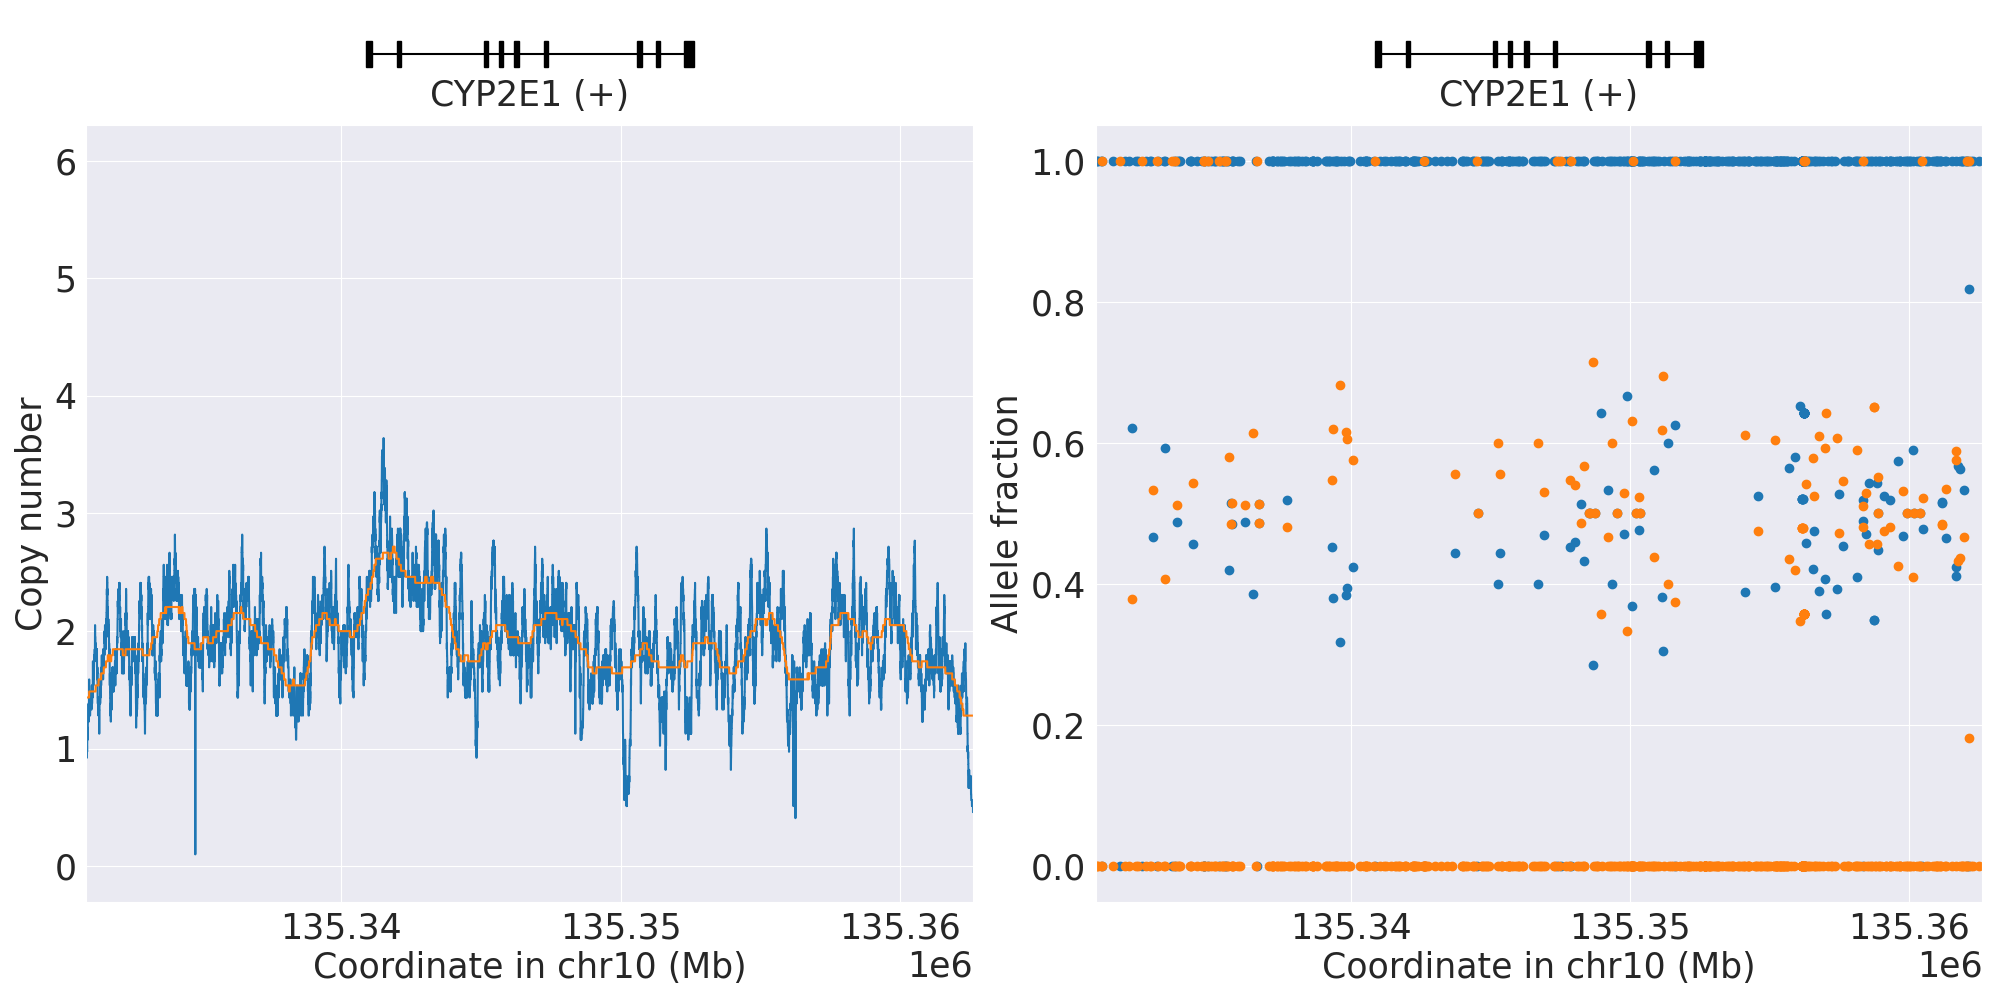 CYP2E1 (+)
Copy number
6
5
4
3
2
1
0
135.34 135.35 135.36
Coordinate in chr10 (Mb)
1e6
CYP2E1 (+)
Allele fraction
1.0
0.8
0.6
0.4
0.2
0.0
135.34 135.35 135.36
Coordinate in chr10 (Mb)
1e6